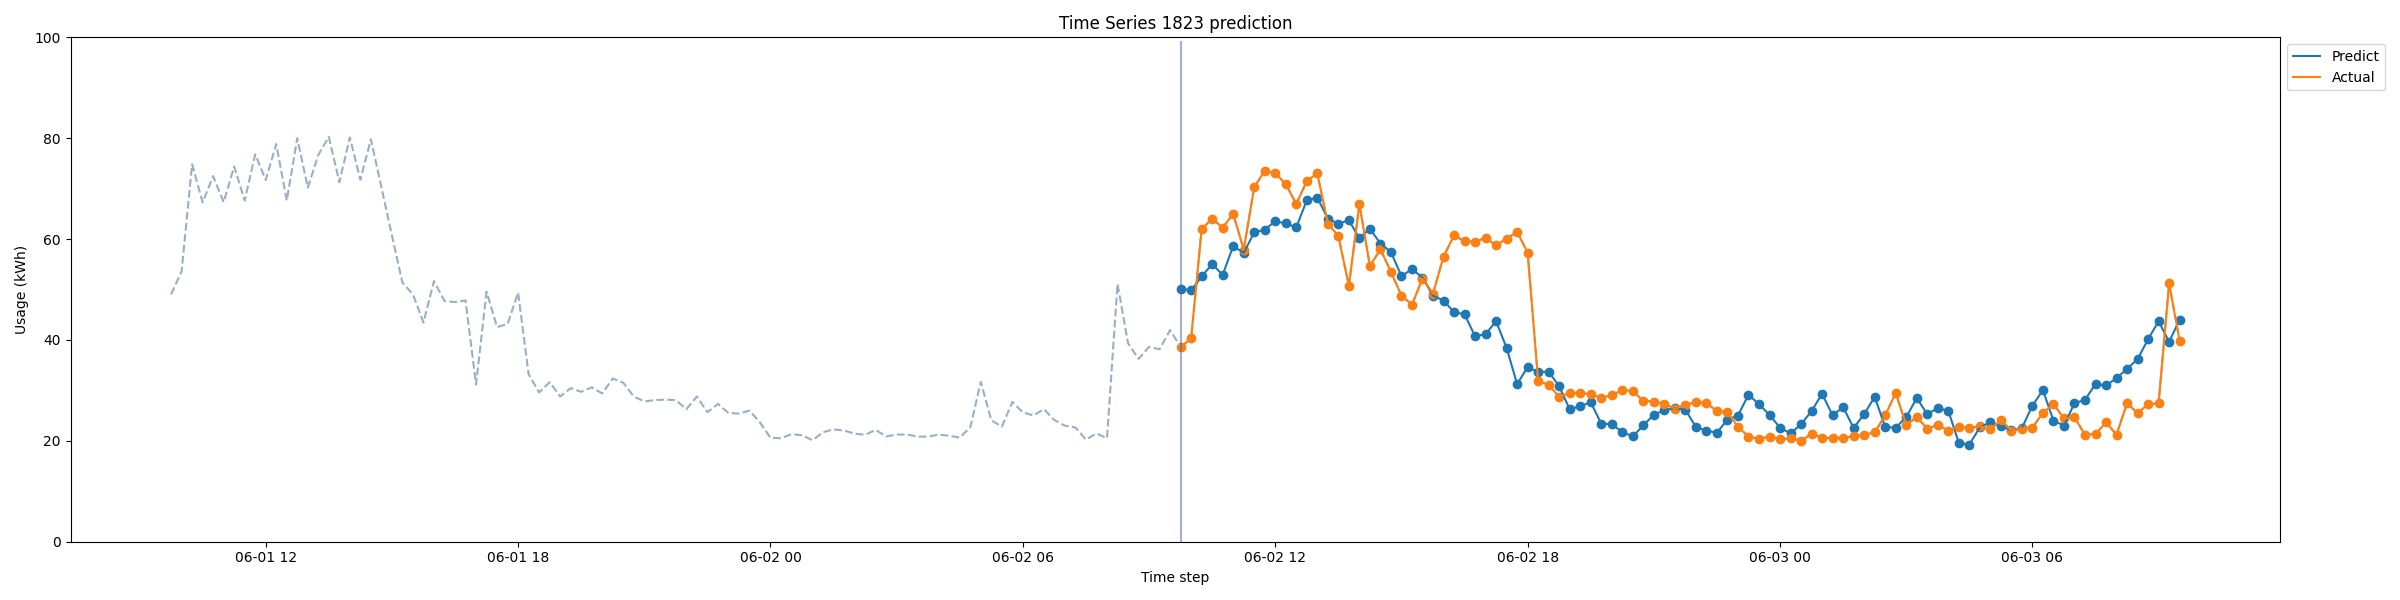 Time Series 1823 prediction
100
80
60
40
20
0
Usage (kWh)
06-01 12
06-01 18
06-02 00
06-02 06
06-02 12
06-02 18
06-03 00
06-03 06
Time step
Predict
Actual